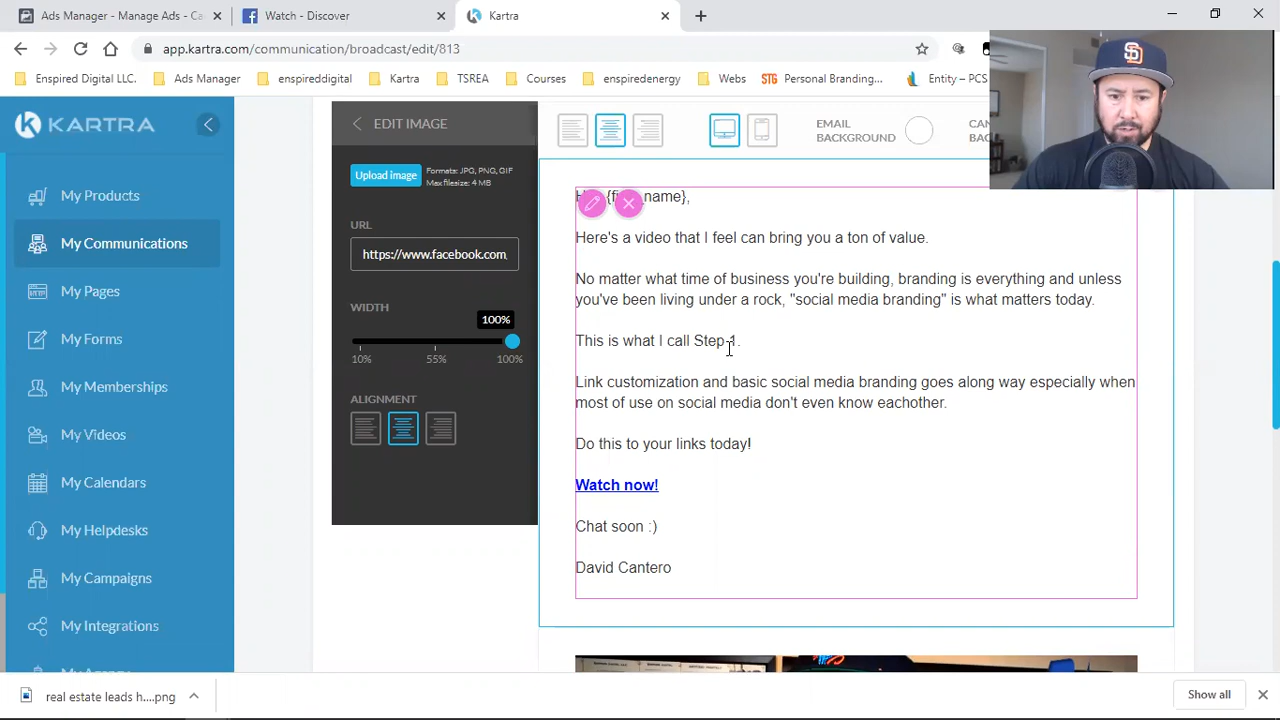 Ads Manager - Manage Ads - Ca
Watch - Discover
Kartra
app.kartra.com/communication/broadcast/edit/813
Enspired Digital LLC.
Ads Manager
enspireddigital
Kartra
TSREA
Courses
enspiredenergy
Webs
STG Personal Branding...
Entity – PCS
KARTRA
EDIT IMAGE
EMAIL
BACKGROUND
Upload image
Formats: JPG, PNG, GIF
Max filesize: 4 MB
URL
https://www.facebook.com
WIDTH
100%
10%
55%
100%
ALIGNMENT
My Products
My Communications
My Pages
My Forms
My Memberships
My Videos
My Calendars
My Helpdesks
My Campaigns
My Integrations
name},
Here's a video that I feel can bring you a ton of value.
No matter what time of business you're building, branding is everything and unless
you've been living under a rock, "social media branding" is what matters today.
This is what I call Step-1.
Link customization and basic social media branding goes along way especially when
most of use on social media don't even know eachother.
Do this to your links today!
Watch now!
Chat soon :)
David Cantero
real estate leads h....png
Show all